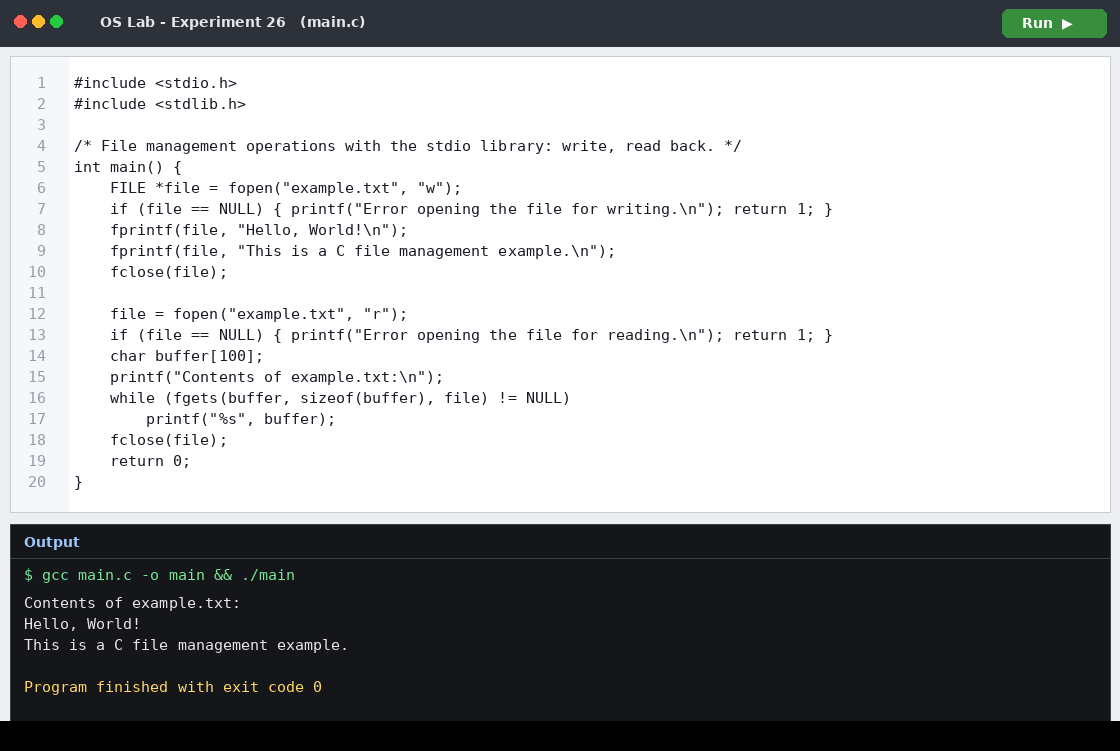 OS Lab - Experiment 26   (main.c)
Run ▶
1 #include <stdio.h>
2 #include <stdlib.h>
3
4 /* File management operations with the stdio library: write, read back. */
5 int main() {
6     FILE *file = fopen("example.txt", "w");
7     if (file == NULL) { printf("Error opening the file for writing.\n"); return 1; }
8     fprintf(file, "Hello, World!\n");
9     fprintf(file, "This is a C file management example.\n");
10     fclose(file);
11
12     file = fopen("example.txt", "r");
13     if (file == NULL) { printf("Error opening the file for reading.\n"); return 1; }
14     char buffer[100];
15     printf("Contents of example.txt:\n");
16     while (fgets(buffer, sizeof(buffer), file) != NULL)
17         printf("%s", buffer);
18     fclose(file);
19     return 0;
20 }
Output
$ gcc main.c -o main && ./main
Contents of example.txt:
Hello, World!
This is a C file management example.
Program finished with exit code 0